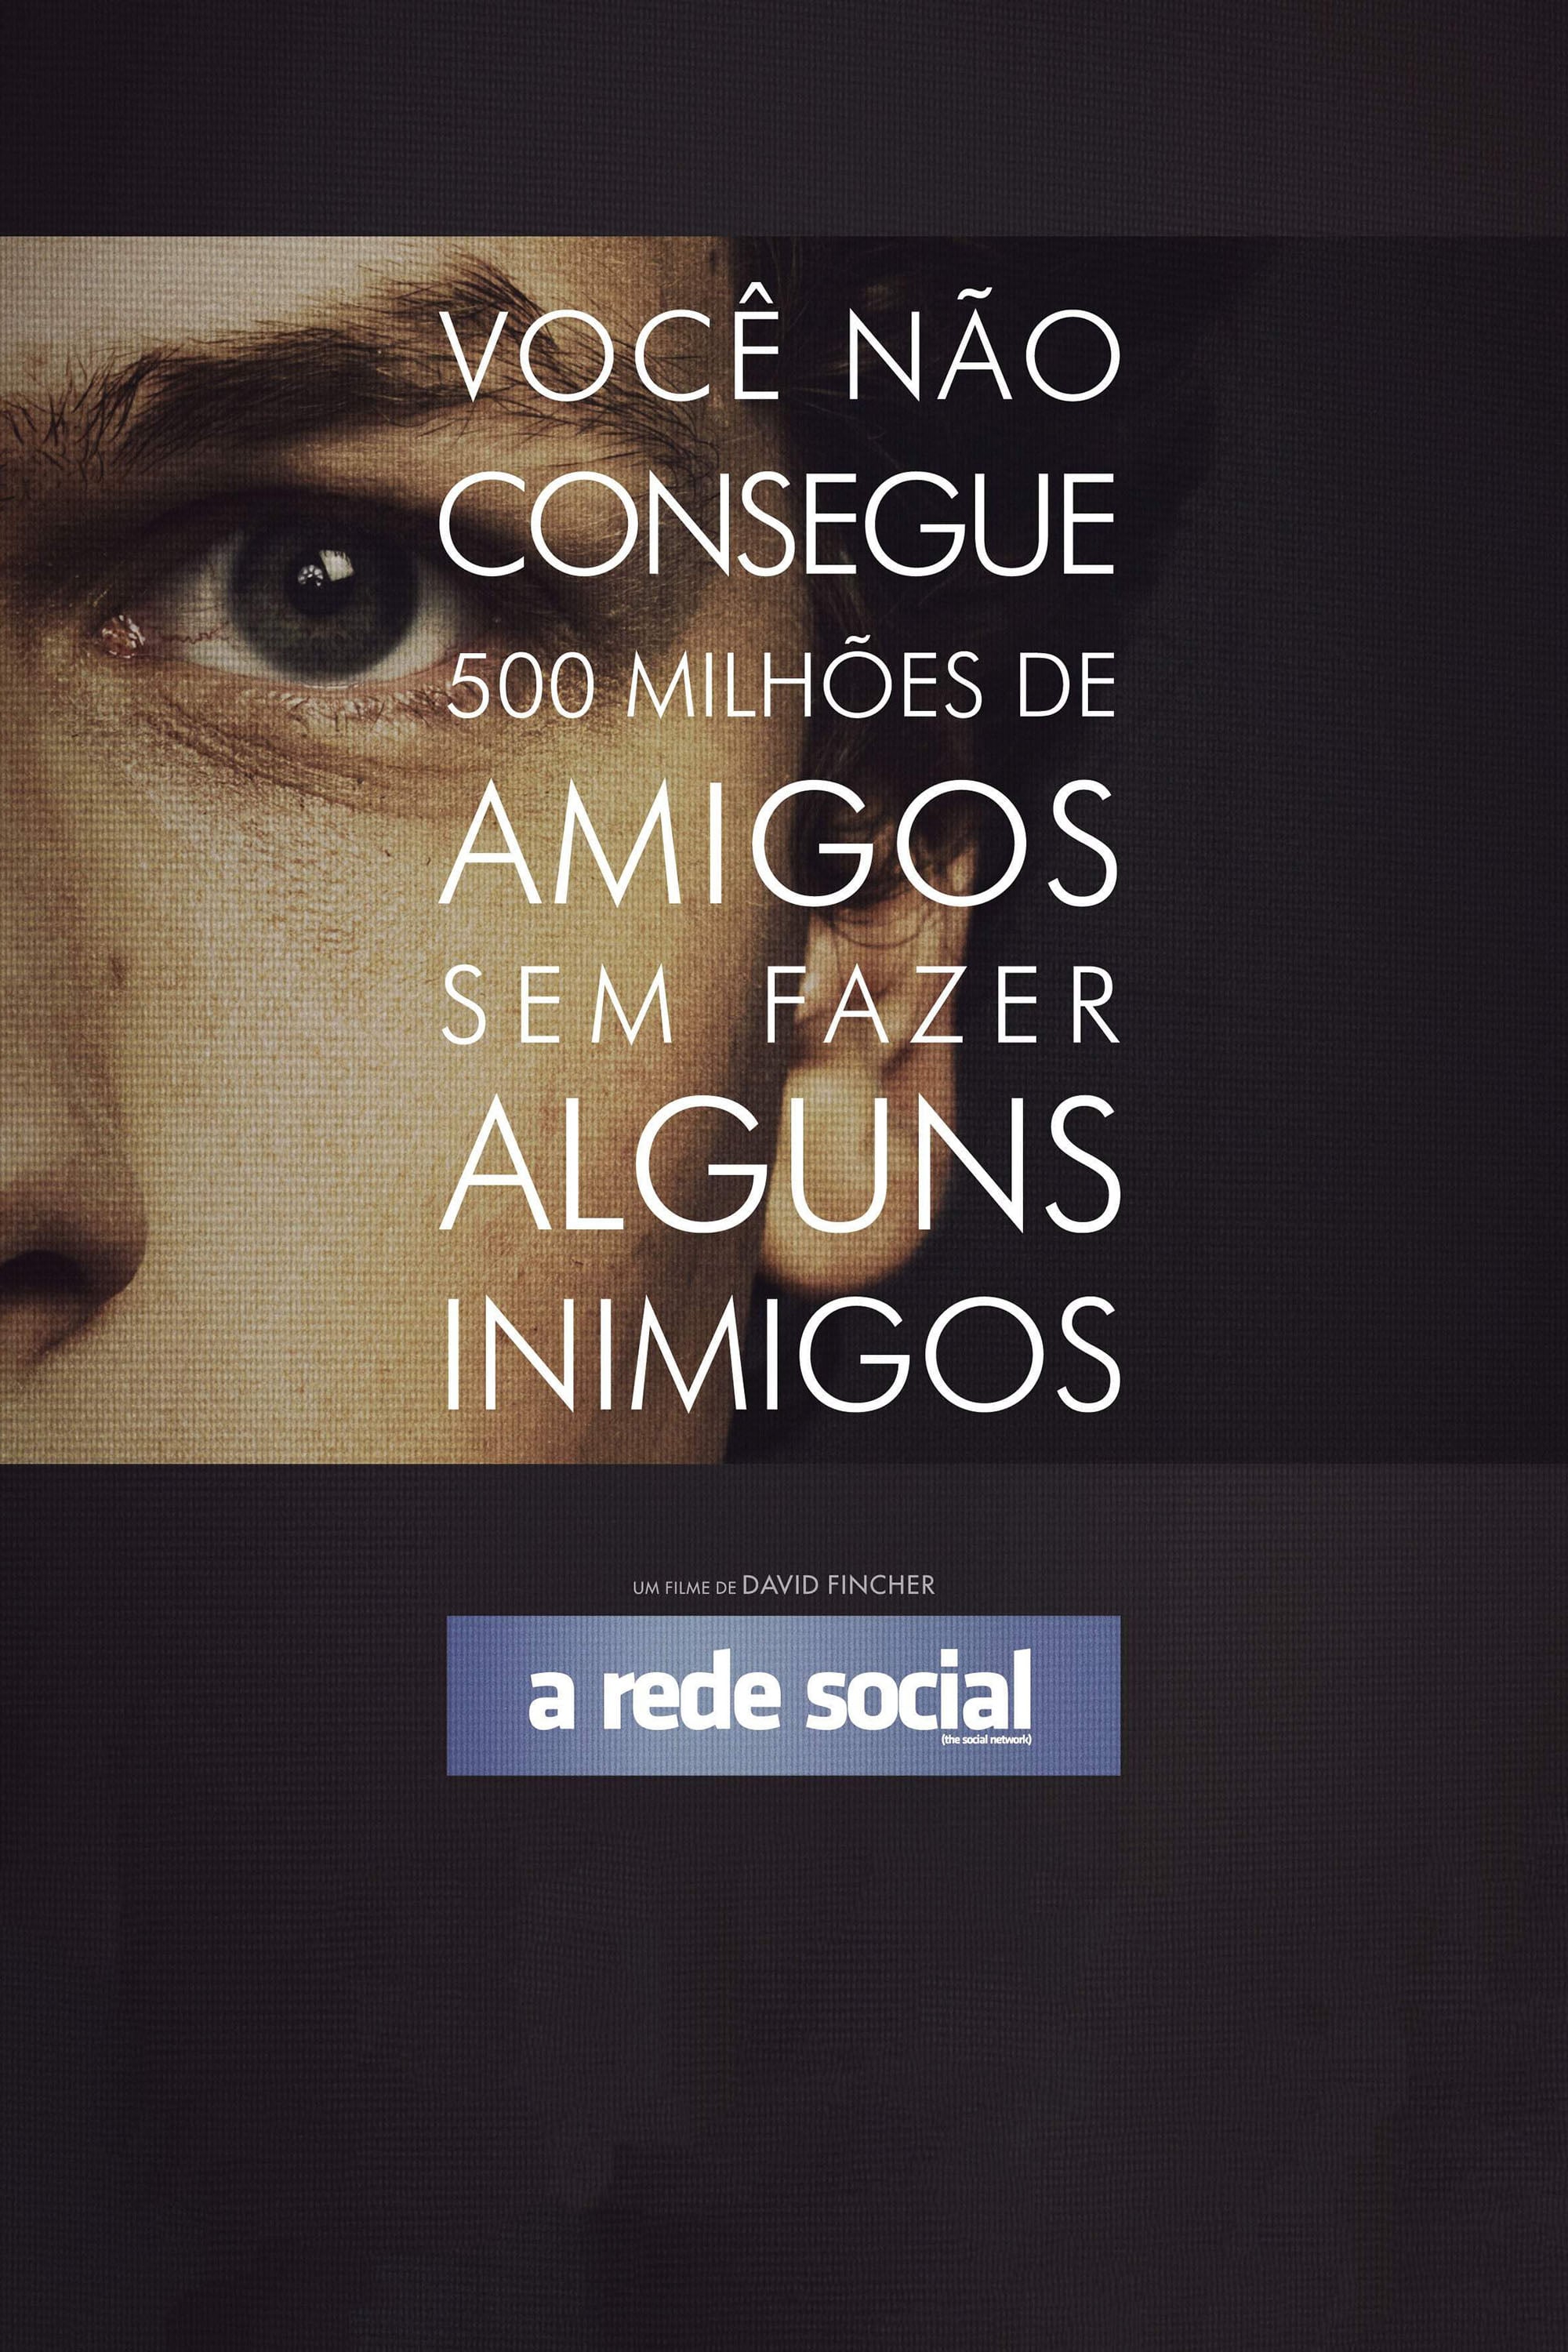 VOCÊ NÃO
CONSEGUE
500 MILHÕES DE
AMIGOS
SEM FAZER
ALGUNS
INIMIGOS
UM FILME DE DAVID FINCHER
a rede social
(the social network)